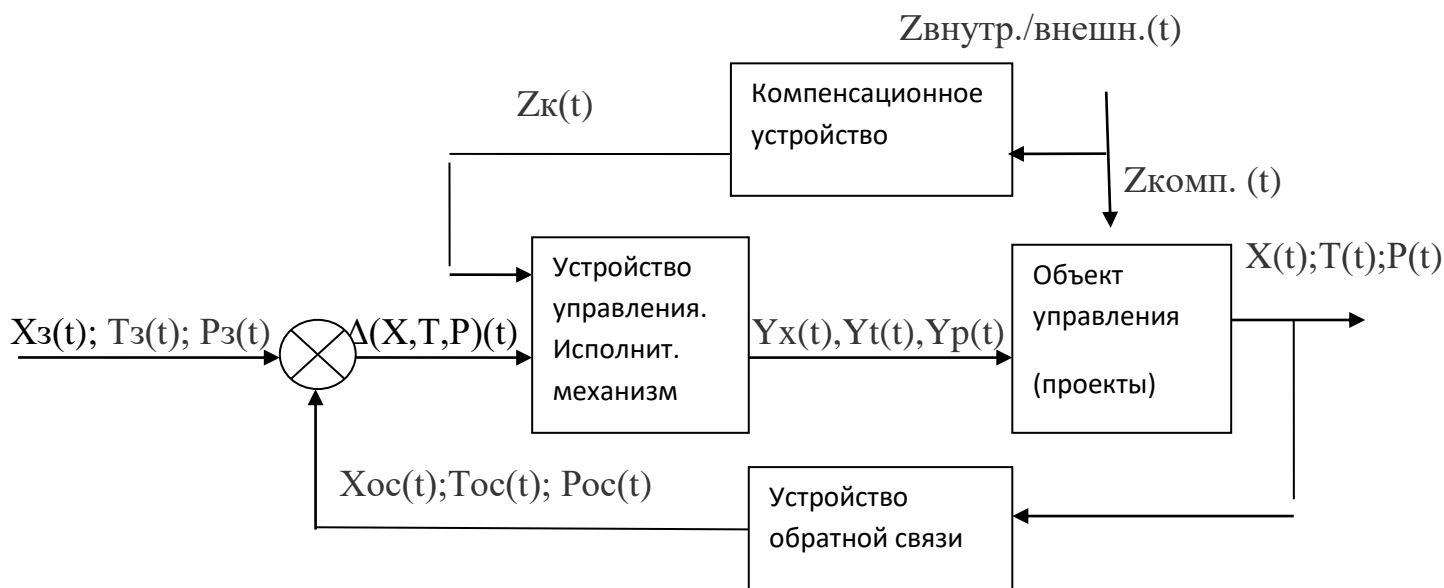 Zвнутр./внешн.(t)
Компенсационное
устройство
Zк(t)
Zкомп. (t)
Устройство
управления.
Исполнит.
механизм
Объект
управления
(проекты)
X(t);T(t);P(t)
Xз(t); Tз(t); Pз(t)
Δ(X,T,P)(t)
Yx(t),Yt(t),Yp(t)
Xос(t);Tос(t); Pос(t)
Устройство
обратной связи